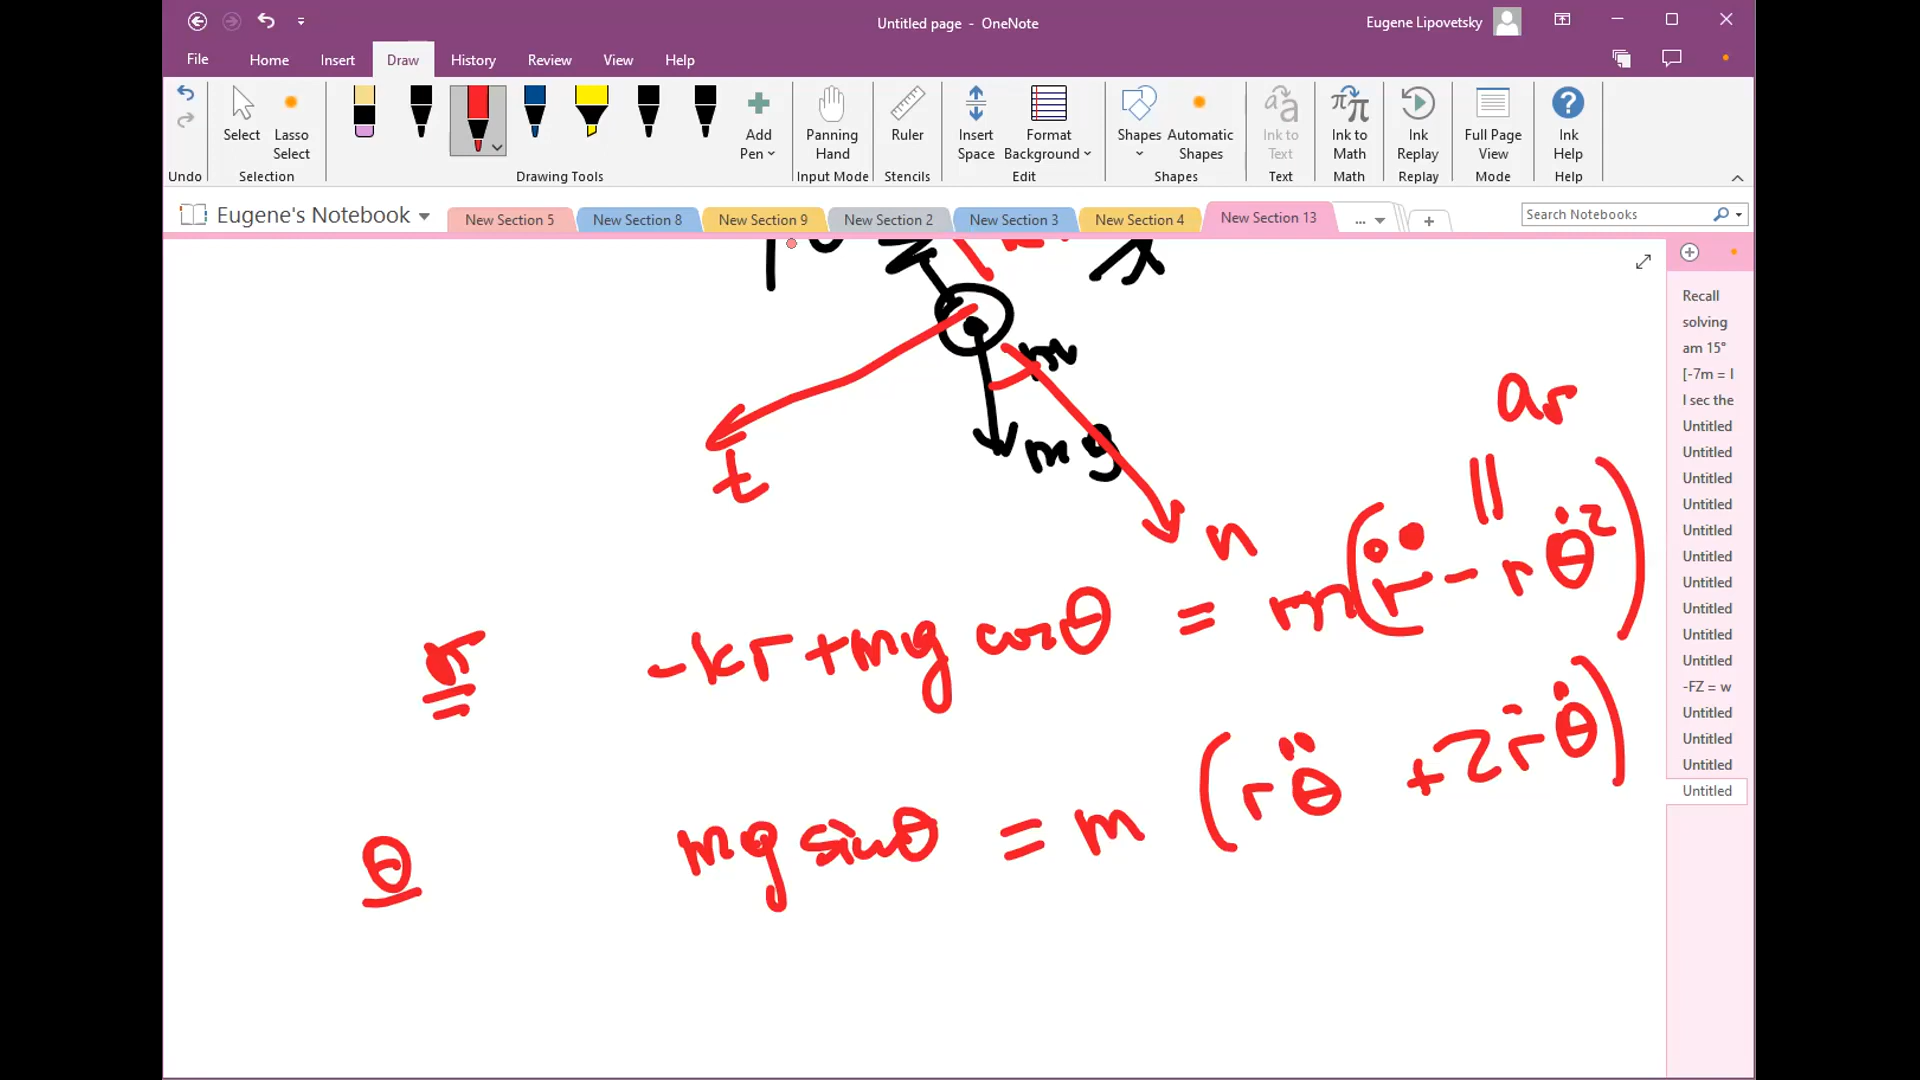 Untitled page - OneNote
Eugene Lipovetsky
File Home Insert Draw History Review View Help
Select
Lasso Select
Add Pen
Panning Hand
Ruler
Insert Space
Format Background
Shapes
Automatic Shapes
Ink to Text
Ink to Math
Ink Replay
Full Page View
Ink Help
Undo Selection Drawing Tools Input Mode Stencils Edit Shapes Text Math Replay Mode Help
Eugene's Notebook
New Section 5 New Section 8 New Section 9 New Section 2 New Section 3 New Section 4 New Section 13 ... +
Search Notebooks
Recall
solving
am 15°
[-7m = I
I sec the
Untitled
Untitled
Untitled
Untitled
Untitled
Untitled
Untitled
Untitled
Untitled
Untitled
-FZ = w
Untitled
Untitled
Untitled
Untitled
m
mg
t
n
ar
||
r -kr + mg cosθ = m(r̈ - rθ̇²)
θ mg sinθ = m (rθ̈ + 2ṙθ̇)